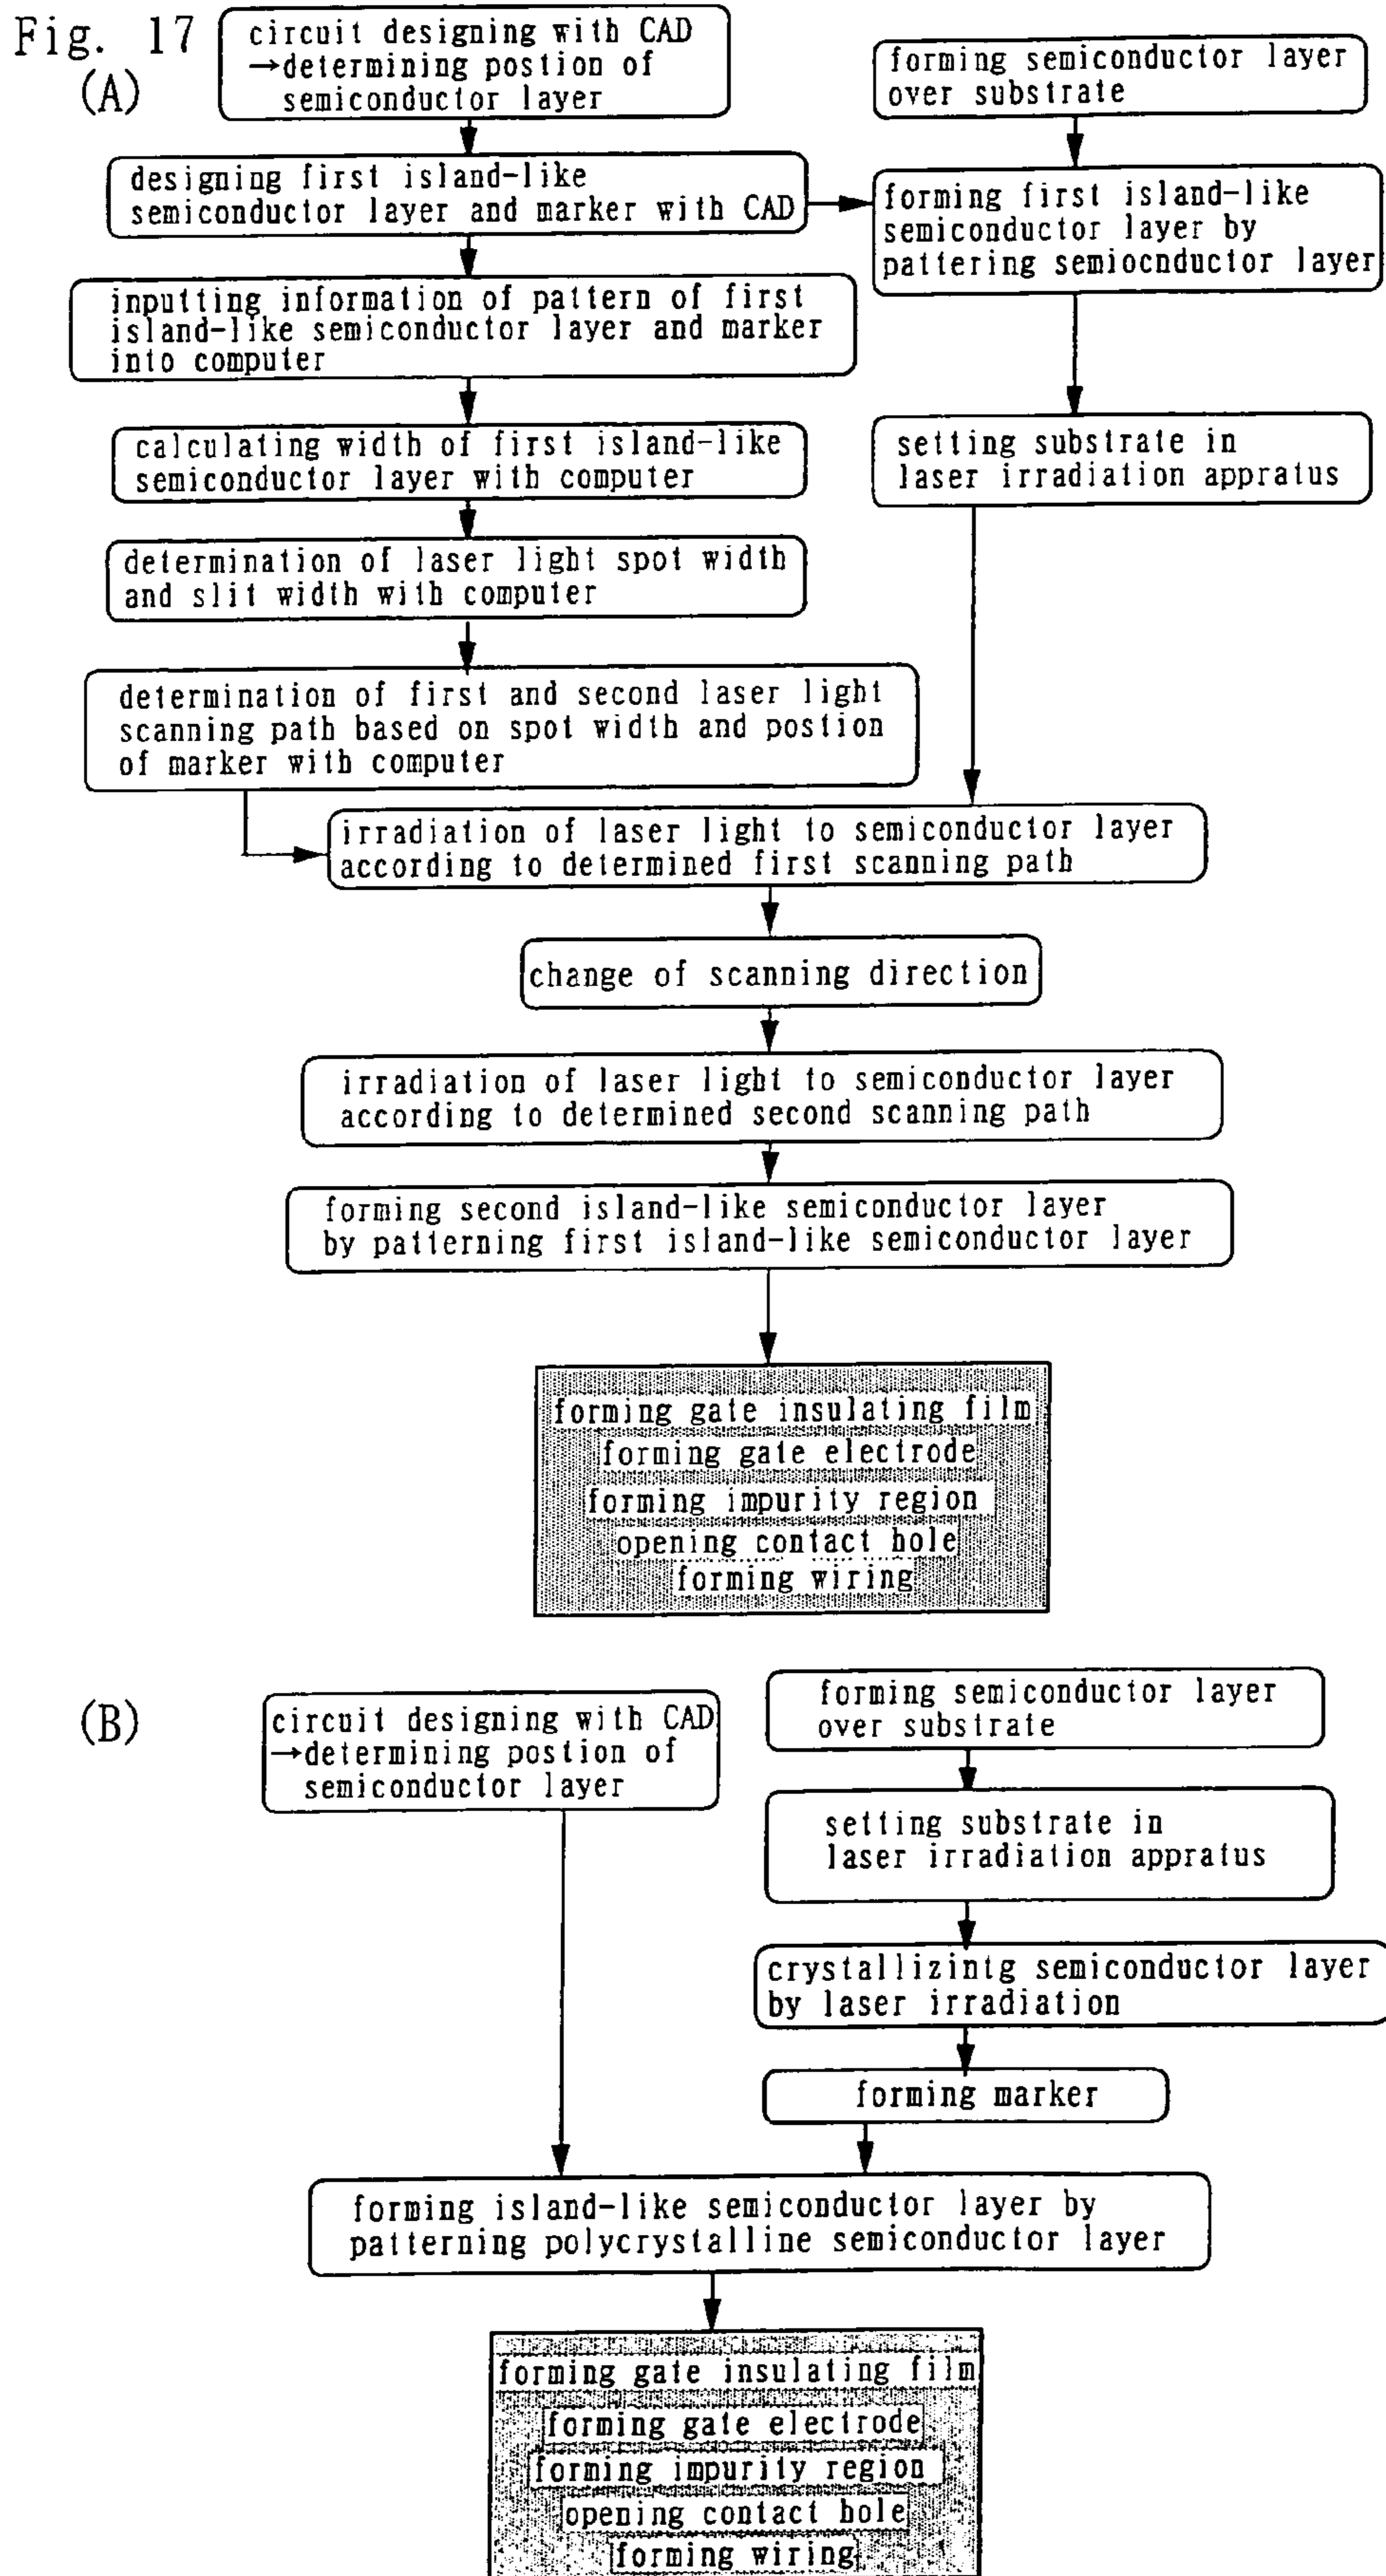 Fig. 17
(A)
circuit designing with CAD
→determining postion of
semiconductor layer
designing first island-like
semiconductor layer and marker with CAD
inputting information of pattern of first
island-like semiconductor layer and marker
into computer
calculating width of first island-like
semiconductor layer with computer
determination of laser light spot width
and slit width with computer
determination of first and second laser light
scanning path based on spot width and postion
of marker with computer
forming semiconductor layer
over substrate
forming first island-like
semiconductor layer by
pattering semiocnductor layer
setting substrate in
laser irradiation appratus
irradiation of laser light to semiconductor layer
according to determined first scanning path
change of scanning direction
irradiation of laser light to semiconductor layer
according to determined second scanning path
forming second island-like semiconductor layer
by patterning first island-like semiconductor layer
forming gate insulating film
forming gate electrode
forming impurity region
opening contact hole
forming wiring
(B)
circuit designing with CAD
→determining postion of
semiconductor layer
forming semiconductor layer
over substrate
setting substrate in
laser irradiation appratus
crystallizintg semiconductor layer
by laser irradiation
forming marker
forming island-like semiconductor layer by
patterning polycrystalline semiconductor layer
forming gate insulating film
forming gate electrode
forming impurity region
opening contact hole
forming wiring